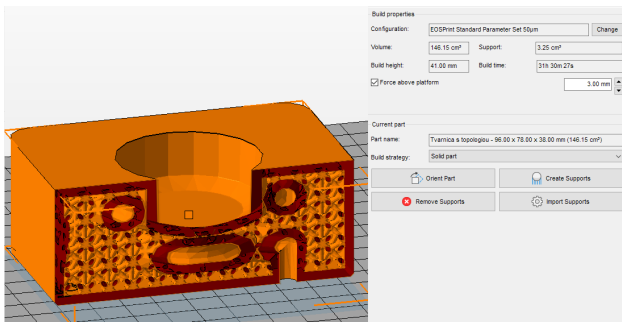 Build properties
Configuration: EOSPrint Standard Parameter Set 50µm Change
Volume: 146.15 cm³ Support: 3.25 cm³
Build height: 41.00 mm Build time: 31h 30m 27s
Force above platform 3.00 mm
Current part
Part name: Tvarnica s topologiou - 96.00 x 78.00 x 38.00 mm (146.15 cm³)
Build strategy: Solid part
Orient Part Create Supports
Remove Supports Import Supports